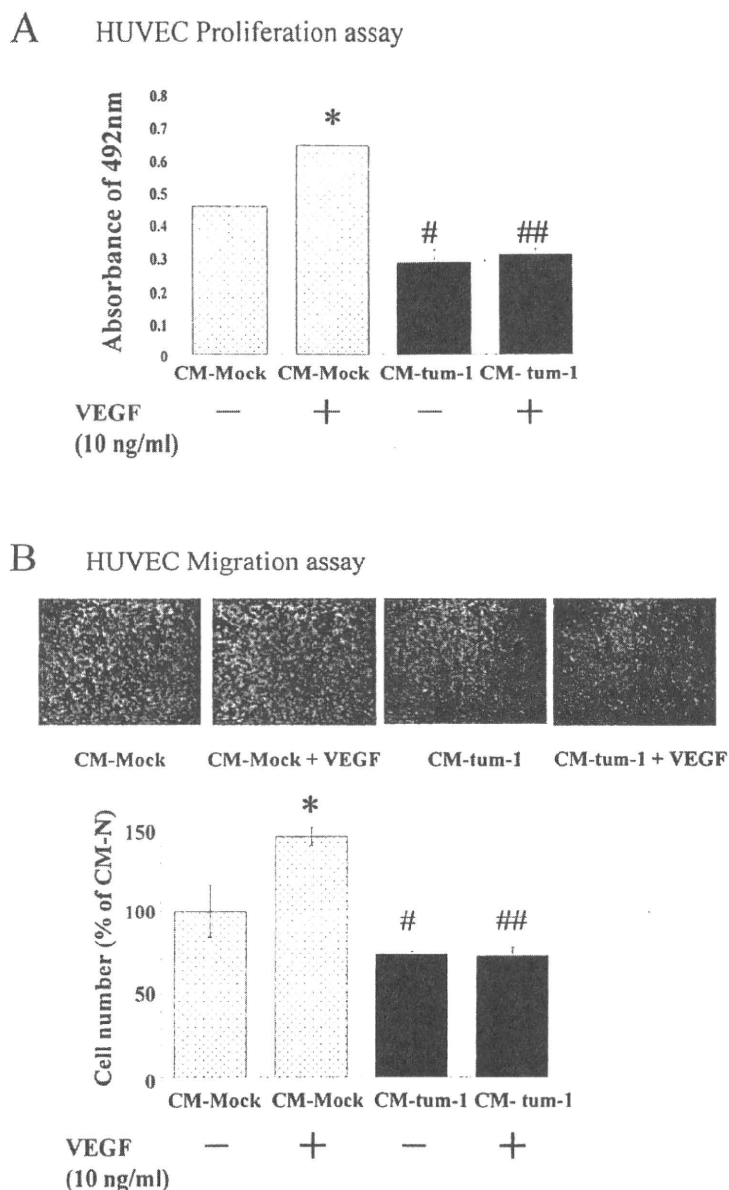 A HUVEC Proliferation assay
Absorbance of 492nm
0.8
0.7
0.6
0.5
0.4
0.3
0.2
0.1
0
* # ##
CM-Mock CM-Mock CM-tum-1 CM- tum-1
VEGF − + − +
(10 ng/ml)
B HUVEC Migration assay
CM-Mock CM-Mock + VEGF CM-tum-1 CM-tum-1 + VEGF
Cell number (% of CM-N)
150
100
50
0
* # ##
CM-Mock CM-Mock CM-tum-1 CM- tum-1
VEGF − + − +
(10 ng/ml)